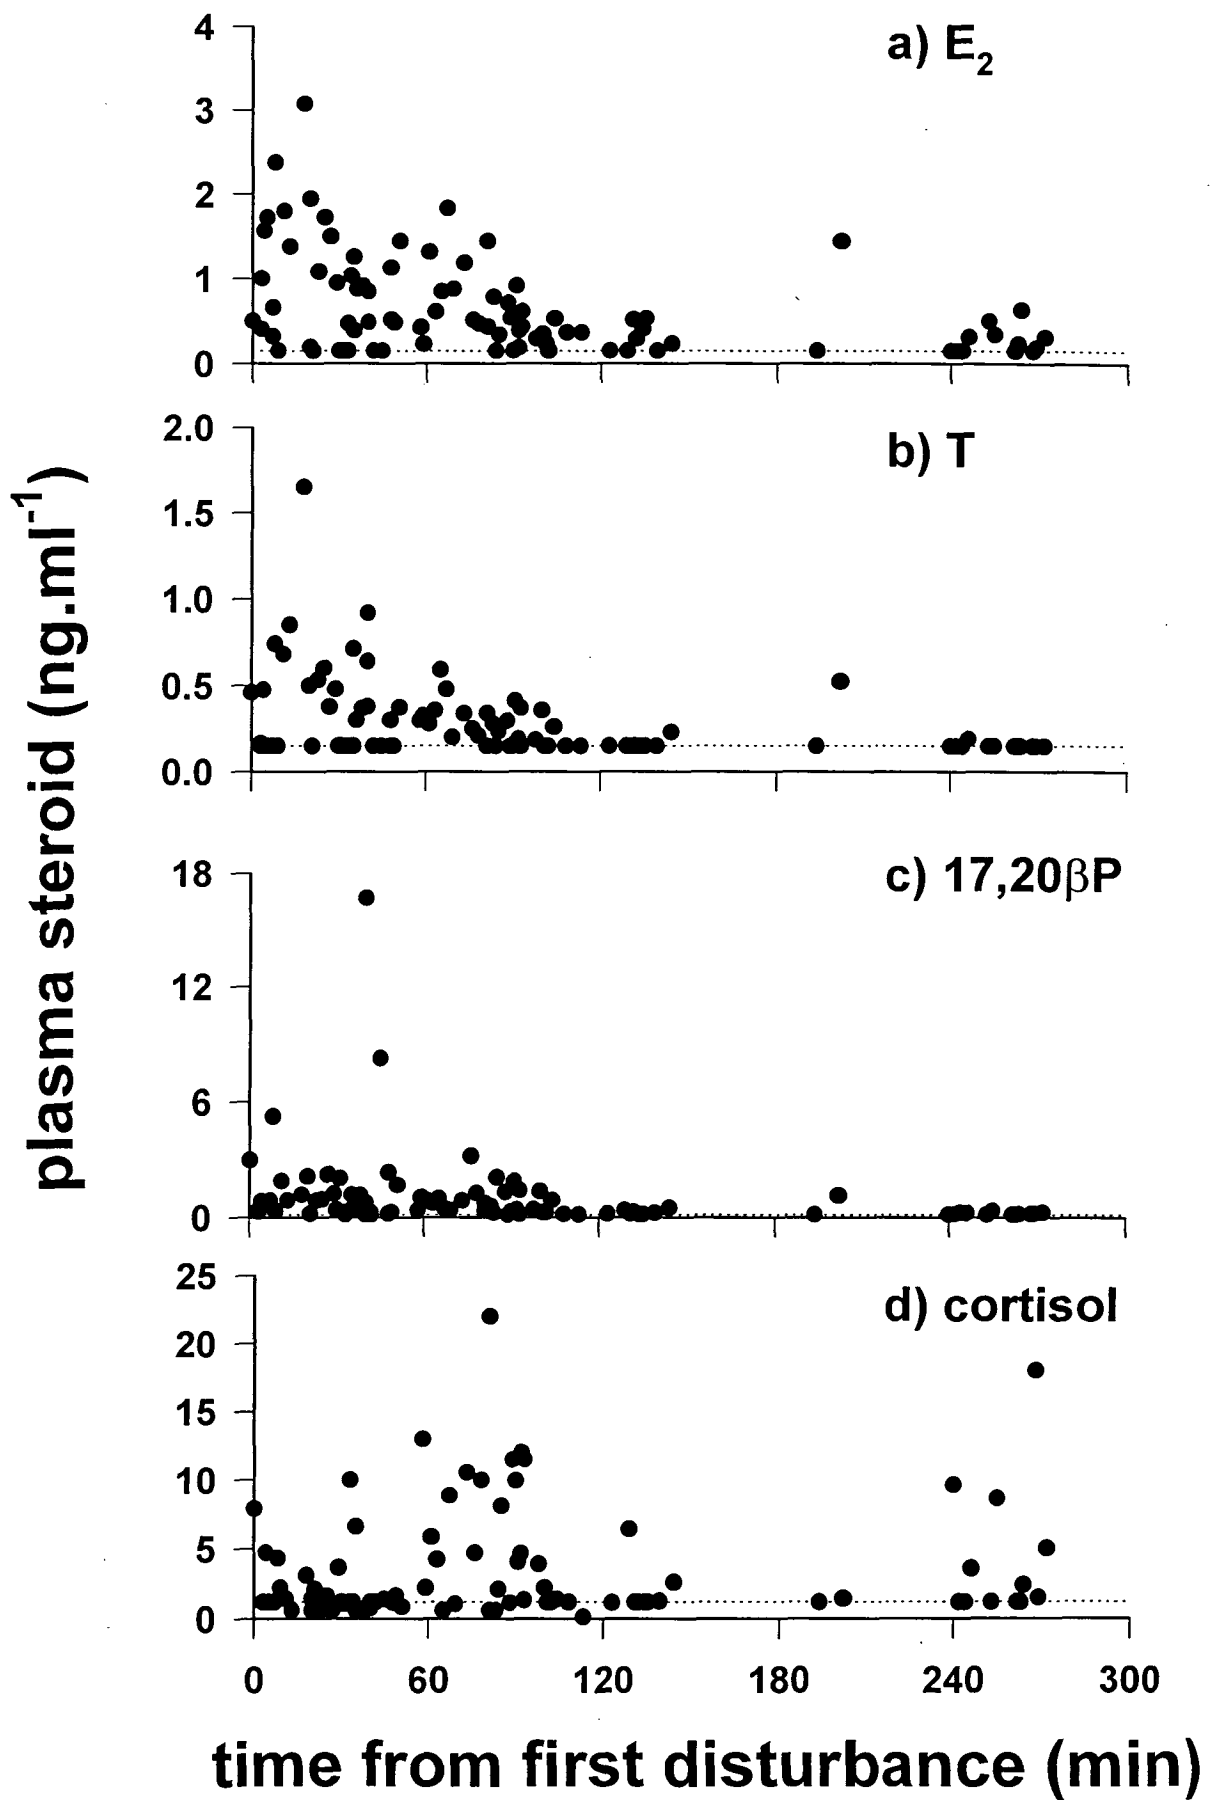 plasma steroid (ng.ml-1)
4
3
2
1
0
a) E2
2.0
1.5
1.0
0.5
0.0
b) T
18
12
6
0
c) 17,20βP
25
20
15
10
5
0
d) cortisol
0 60 120 180 240 300
time from first disturbance (min)